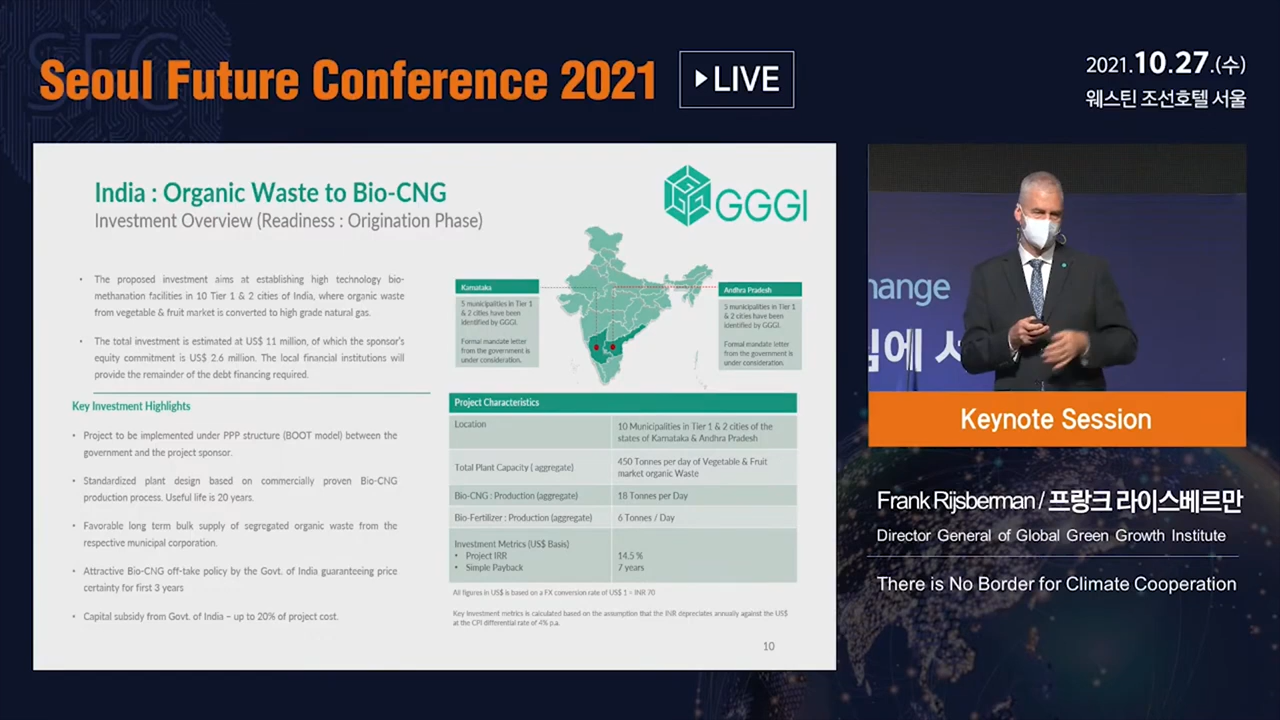 Seoul Future Conference 2021
LIVE
2021.10.27.(수)
웨스틴 조선호텔 서울
India : Organic Waste to Bio-CNG
Investment Overview (Readiness : Origination Phase)
GGGI
• The proposed investment aims at establishing high technology bio-
methanation facilities in 10 Tier 1 & 2 cities of India, where organic waste
from vegetable & fruit market is converted to high grade natural gas.
• The total investment is estimated at US$ 11 million, of which the sponsor's
equity commitment is US$ 2.6 million. The local financial institutions will
provide the remainder of the debt financing required.
Key Investment Highlights
• Project to be implemented under PPP structure (BOOT model) between the
government and the project sponsor.
• Standardized plant design based on commercially proven Bio-CNG
production process. Useful life is 20 years.
• Favorable long term bulk supply of segregated organic waste from the
respective municipal corporation.
• Attractive Bio-CNG off-take policy by the Govt. of India guaranteeing price
certainty for first 3 years
• Capital subsidy from Govt. of India – up to 20% of project cost.
Karnataka
5 municipalities in Tier 1
& 2 cities have been
identified by GGGI.
Formal mandate letter
from the government is
under consideration.
Andhra Pradesh
5 municipalities in Tier 1
& 2 cities have been
identified by GGGI.
Formal mandate letter
from the government is
under consideration.
Project Characteristics
Location
10 Municipalities in Tier 1 & 2 cities of the
states of Karnataka & Andhra Pradesh
Total Plant Capacity ( aggregate)
450 Tonnes per day of Vegetable & Fruit
market organic Waste
Bio-CNG : Production (aggregate)
18 Tonnes per Day
Bio-Fertilizer : Production (aggregate)
6 Tonnes / Day
Investment Metrics (US$ Basis)
• Project IRR
14.5 %
• Simple Payback
7 years
All figures in US$ is based on a FX conversion rate of US$ 1 = INR 70
Key Investment metrics is calculated based on the assumption that the INR depreciates annually against the US$
at the CPI differential rate of 4% p.a.
10
hange
에 서
Keynote Session
Frank Rijsberman / 프랑크 라이스베르만
Director General of Global Green Growth Institute
There is No Border for Climate Cooperation